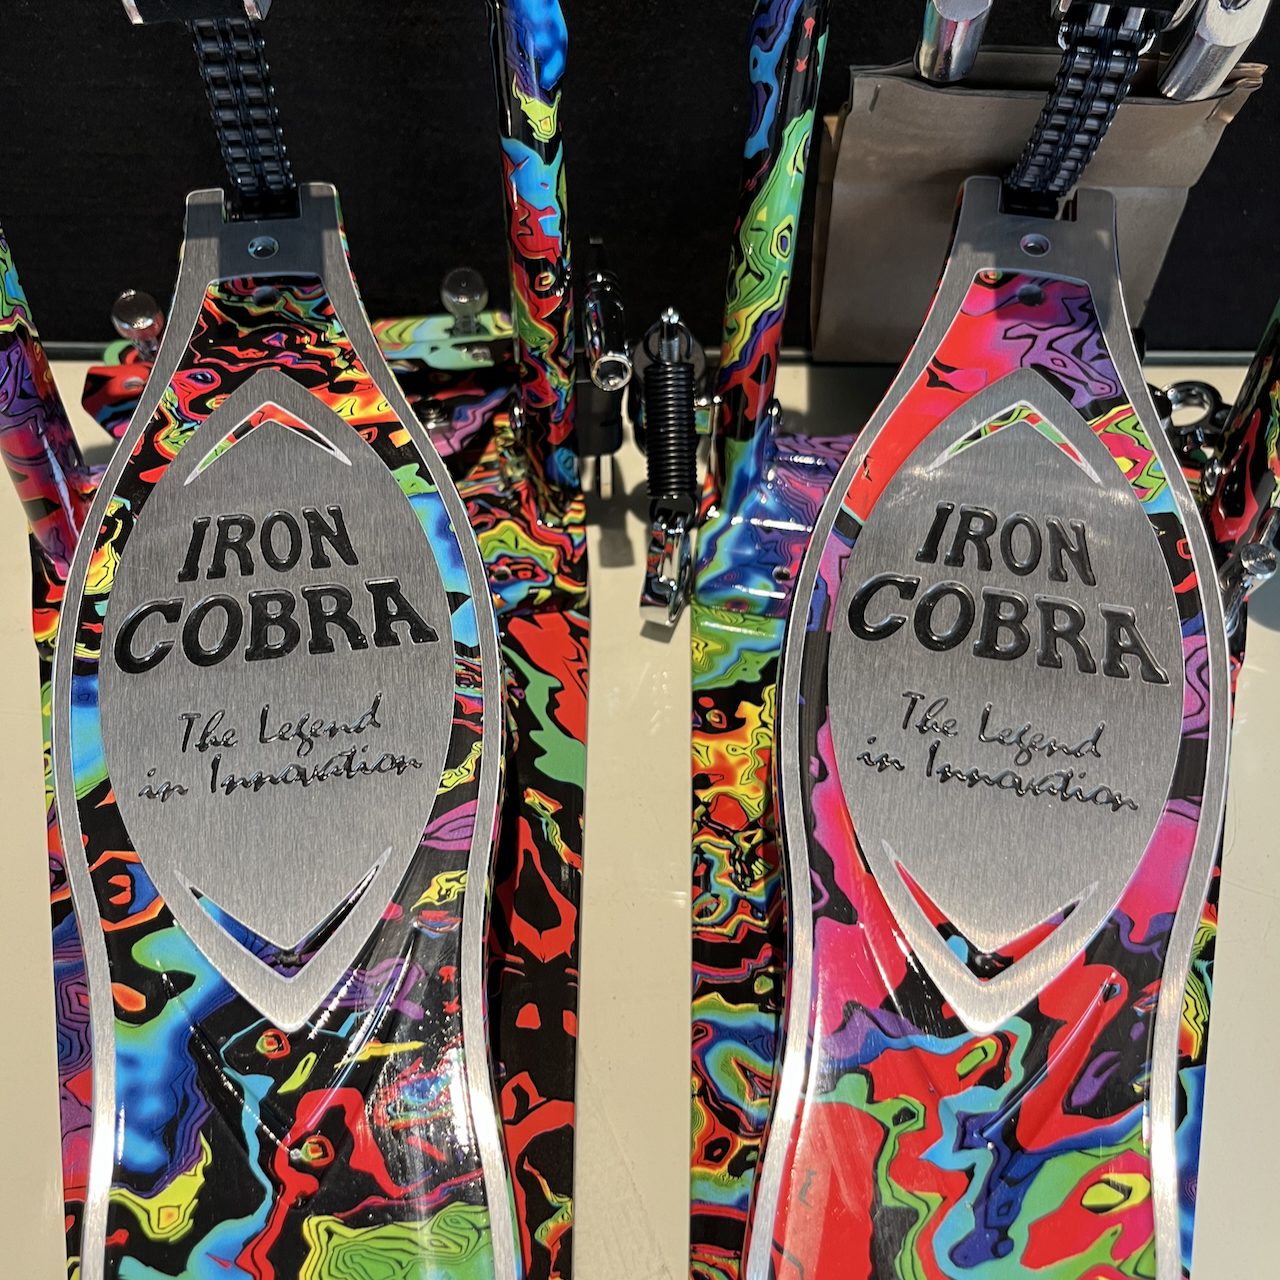 IRON
COBRA
The Legend
in Innovation
IRON
COBRA
The Legend
in Innovation